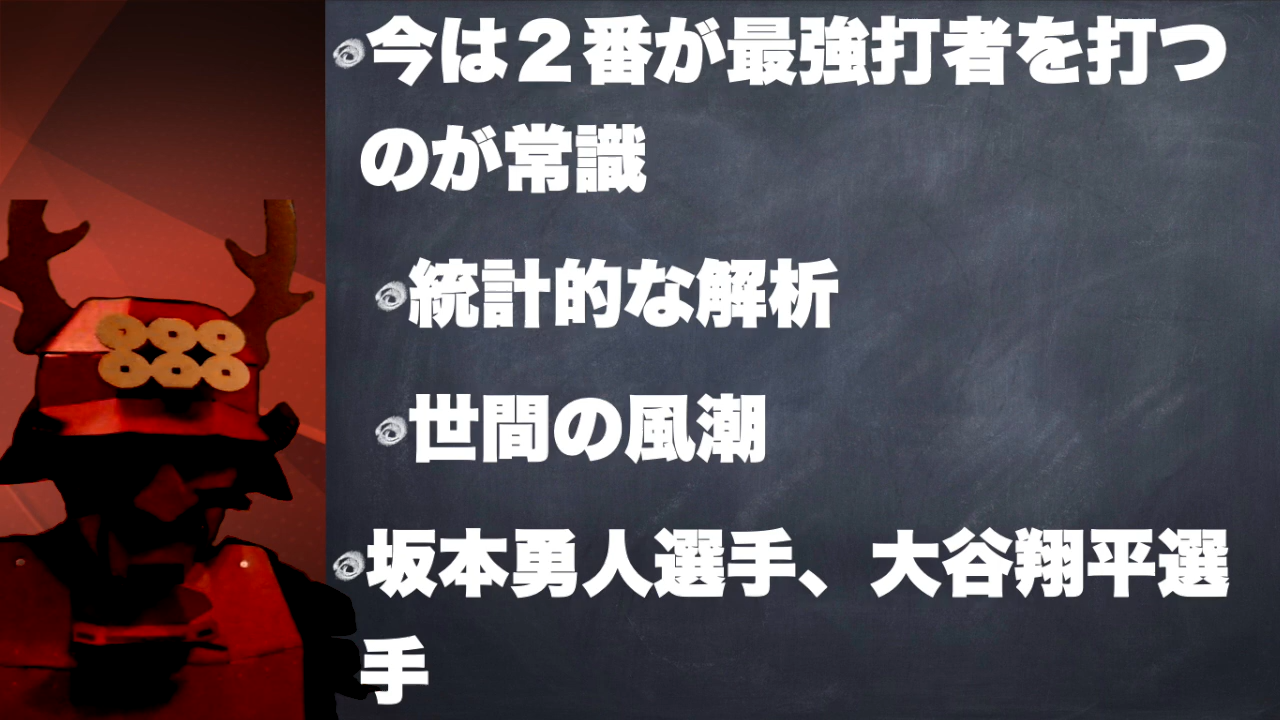 今は２番が最強打者を打つ
のが常識
統計的な解析
世間の風潮
坂本勇人選手、大谷翔平選
手